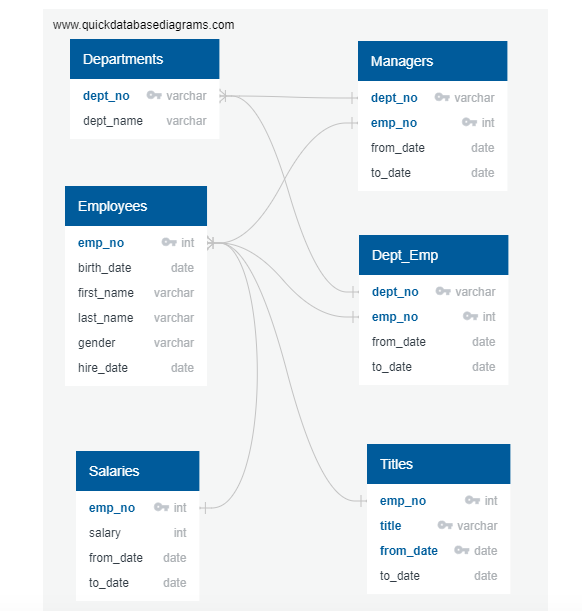 www.quickdatabasediagrams.com
Departments
dept_no varchar
dept_name varchar
Managers
dept_no varchar
emp_no int
from_date date
to_date date
Employees
emp_no int
birth_date date
first_name varchar
last_name varchar
gender varchar
hire_date date
Dept_Emp
dept_no varchar
emp_no int
from_date date
to_date date
Salaries
emp_no int
salary int
from_date date
to_date date
Titles
emp_no int
title varchar
from_date date
to_date date